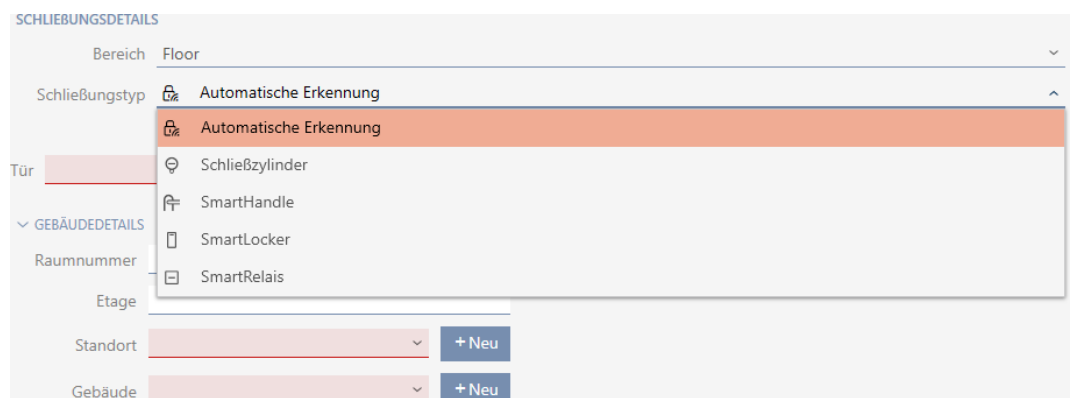 SCHLIEßUNGSDETAILS
Bereich Floor
Schließungstyp Automatische Erkennung
Automatische Erkennung
Schließzylinder
Tür
SmartHandle
GEBÄUDEDETAILS
SmartLocker
Raumnummer
SmartRelais
Etage
Standort + Neu
Gebäude + Neu